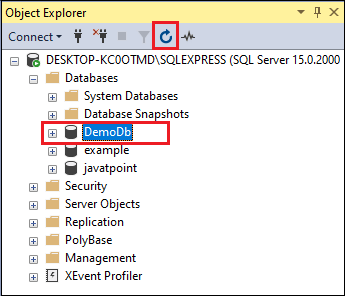 Object Explorer
Connect
DESKTOP-KC0OTMD\SQLEXPRESS (SQL Server 15.0.2000
Databases
System Databases
Database Snapshots
DemoDb
example
javatpoint
Security
Server Objects
Replication
PolyBase
Management
XEvent Profiler